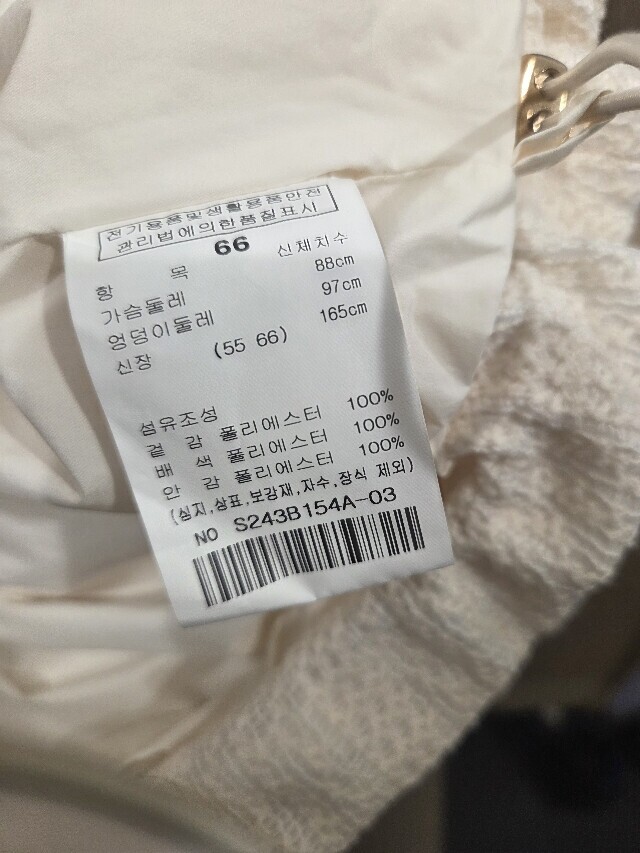 전기용품및생활용품안전
관리법에의한품질표시
66
항 목 신체치수
가슴둘레 88cm
엉덩이둘레 97cm
신장 165cm
(55 66)
섬유조성
겉 감 폴리에스터 100%
배 색 폴리에스터 100%
안 감 폴리에스터 100%
(심지,상표,보강재,자수,장식 제외)
NO S243B154A-03